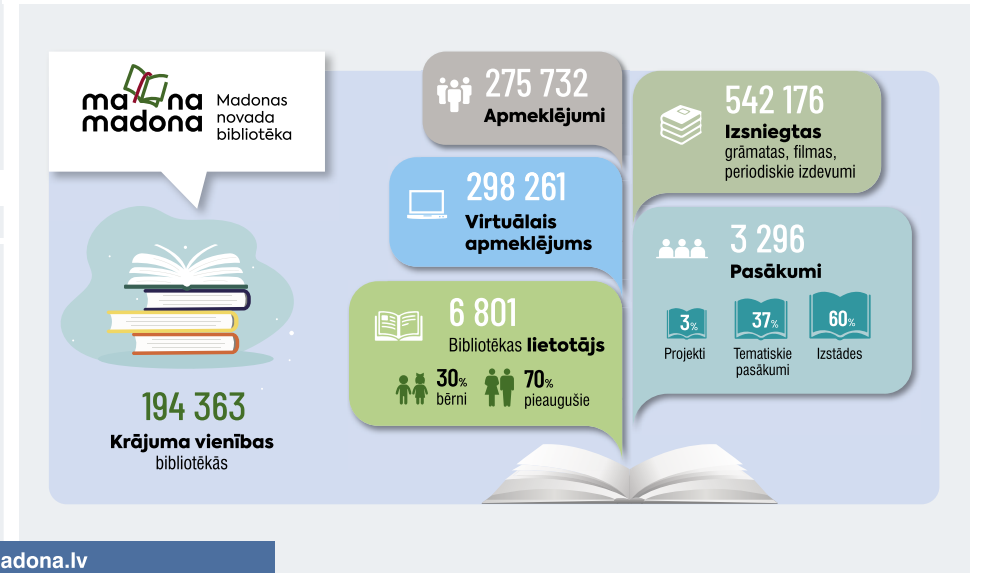 ma na
madona
Madonas
novada
bibliotēka
194 363
Krājuma vienības
bibliotēkās
275 732
Apmeklējumi
298 261
Virtuālais
apmeklējums
6 801
Bibliotēkas lietotājs
30%
bērni
70%
pieaugušie
542 176
Izsniegtas
grāmatas, filmas,
periodiskie izdevumi
3 296
Pasākumi
3%
Projekti
37%
Tematiskie
pasākumi
60%
Izstādes
adona.lv